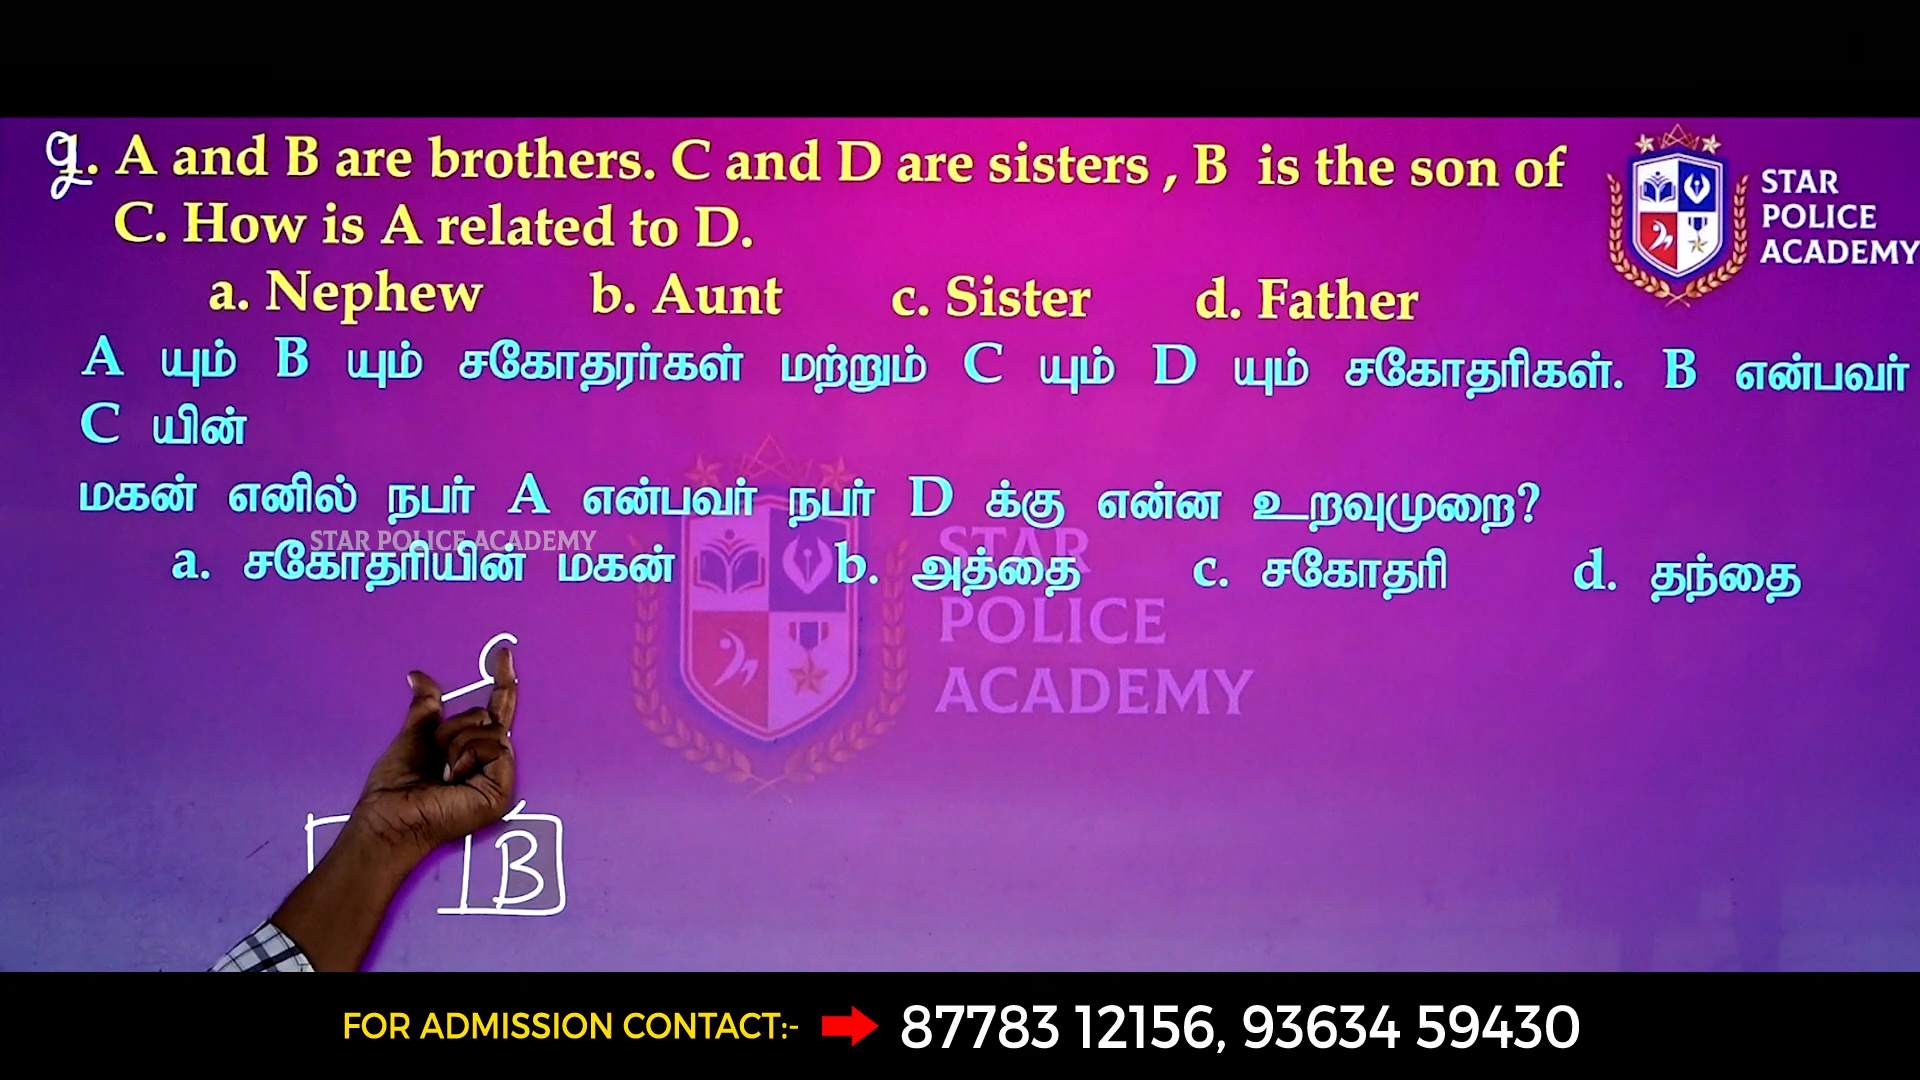 9. A and B are brothers. C and D are sisters , B is the son of
C. How is A related to D.
a. Nephew b. Aunt c. Sister d. Father
A யும் B யும் சகோதரர்கள் மற்றும் C யும் D யும் சகோதரிகள். B என்பவர்
C யின்
மகன் எனில் நபர் A என்பவர் நபர் D க்கு என்ன உறவுமுறை?
a. சகோதரியின் மகன் b. அத்தை c. சகோதரி d. தந்தை
STAR
POLICE
ACADEMY
STAR POLICE ACADEMY
STAR
POLICE
ACADEMY
C
B
FOR ADMISSION CONTACT:- 87783 12156, 93634 59430